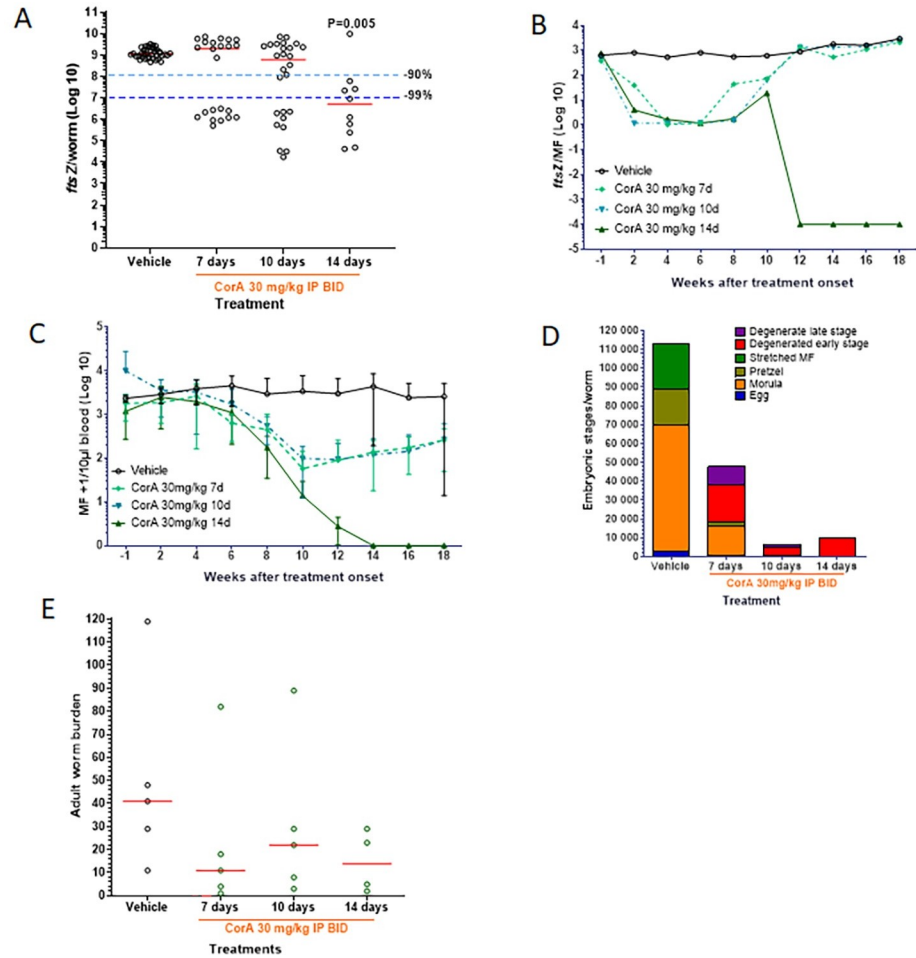 A
ftsZ/worm (Log 10)
11
10
9
8
7
6
5
4
3
2
1
0
P=0.005
-90%
-99%
Vehicle
7 days
10 days
14 days
CorA 30 mg/kg IP BID
Treatment
B
ftsZ/MF (Log 10)
4
3
2
1
0
-1
-2
-3
-4
-5
Vehicle
CorA 30 mg/kg 7d
CorA 30 mg/kg 10d
CorA 30 mg/kg 14d
-1 2 4 6 8 10 12 14 16 18
Weeks after treatment onset
C
MF +1/10µl blood (Log 10)
5
4
3
2
1
0
Vehicle
CorA 30mg/kg 7d
CorA 30mg/kg 10d
CorA 30mg/kg 14d
-1 2 4 6 8 10 12 14 16 18
Weeks after treatment onset
D
Embryonic stages/worm
120 000
110 000
100 000
90 000
80 000
70 000
60 000
50 000
40 000
30 000
20 000
10 000
0
Degenerate late stage
Degenerated early stage
Stretched MF
Pretzel
Morula
Egg
Vehicle
7 days
10 days
14 days
CorA 30mg/kg IP BID
Treatment
E
Adult worm burden
120
110
100
90
80
70
60
50
40
30
20
10
0
Vehicle
7 days
10 days
14 days
CorA 30 mg/kg IP BID
Treatments